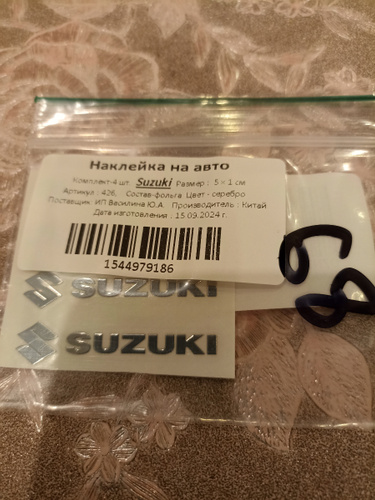 Наклейка на авто
Комплект-4 шт. Suzuki Размер : 5×1 см
Артикул : 426, Состав-фольга Цвет - серебро
Поставщик: ИП Василина Ю.А. Производитель : Китай
Дата изготовления : 15.09.2024 г.
1544979186
SUZUKI
SUZUKI